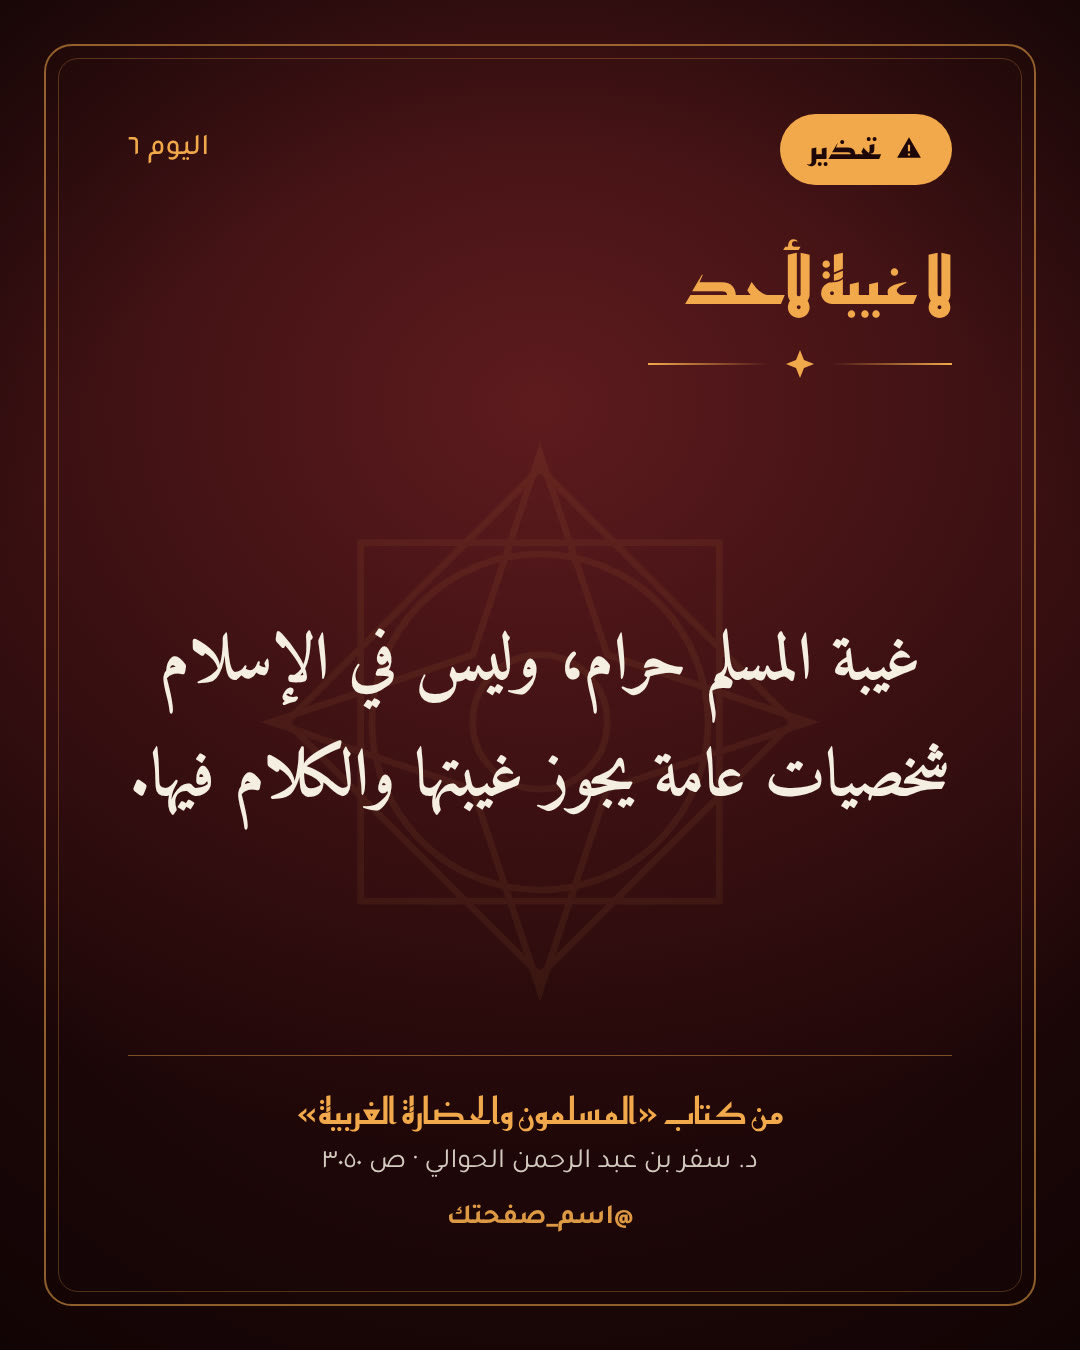 تحذير
اليوم ٦
لا غيبة لأحد
غيبة المسلم حرام، وليس في الإسلام
شخصيات عامة يجوز غيبتها والكلام فيها.
من كتاب «المسلمون والحضارة الغربية»
د. سفر بن عبد الرحمن الحوالي · ص ٣٠٥٠
@اسم_صفحتك